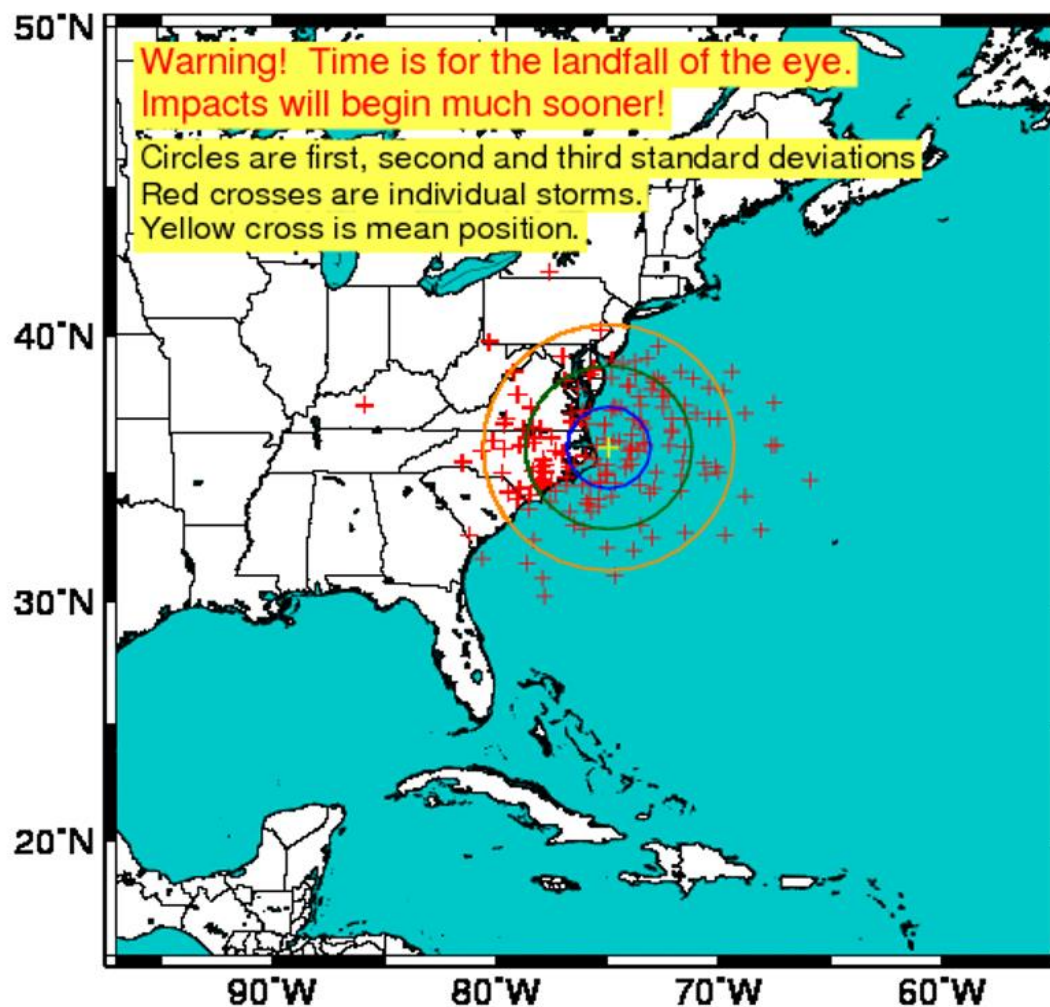 50°N
Warning!  Time is for the landfall of the eye.
Impacts will begin much sooner!
Circles are first, second and third standard deviations
Red crosses are individual storms.
Yellow cross is mean position.
40°N
30°N
20°N
90°W 80°W 70°W 60°W